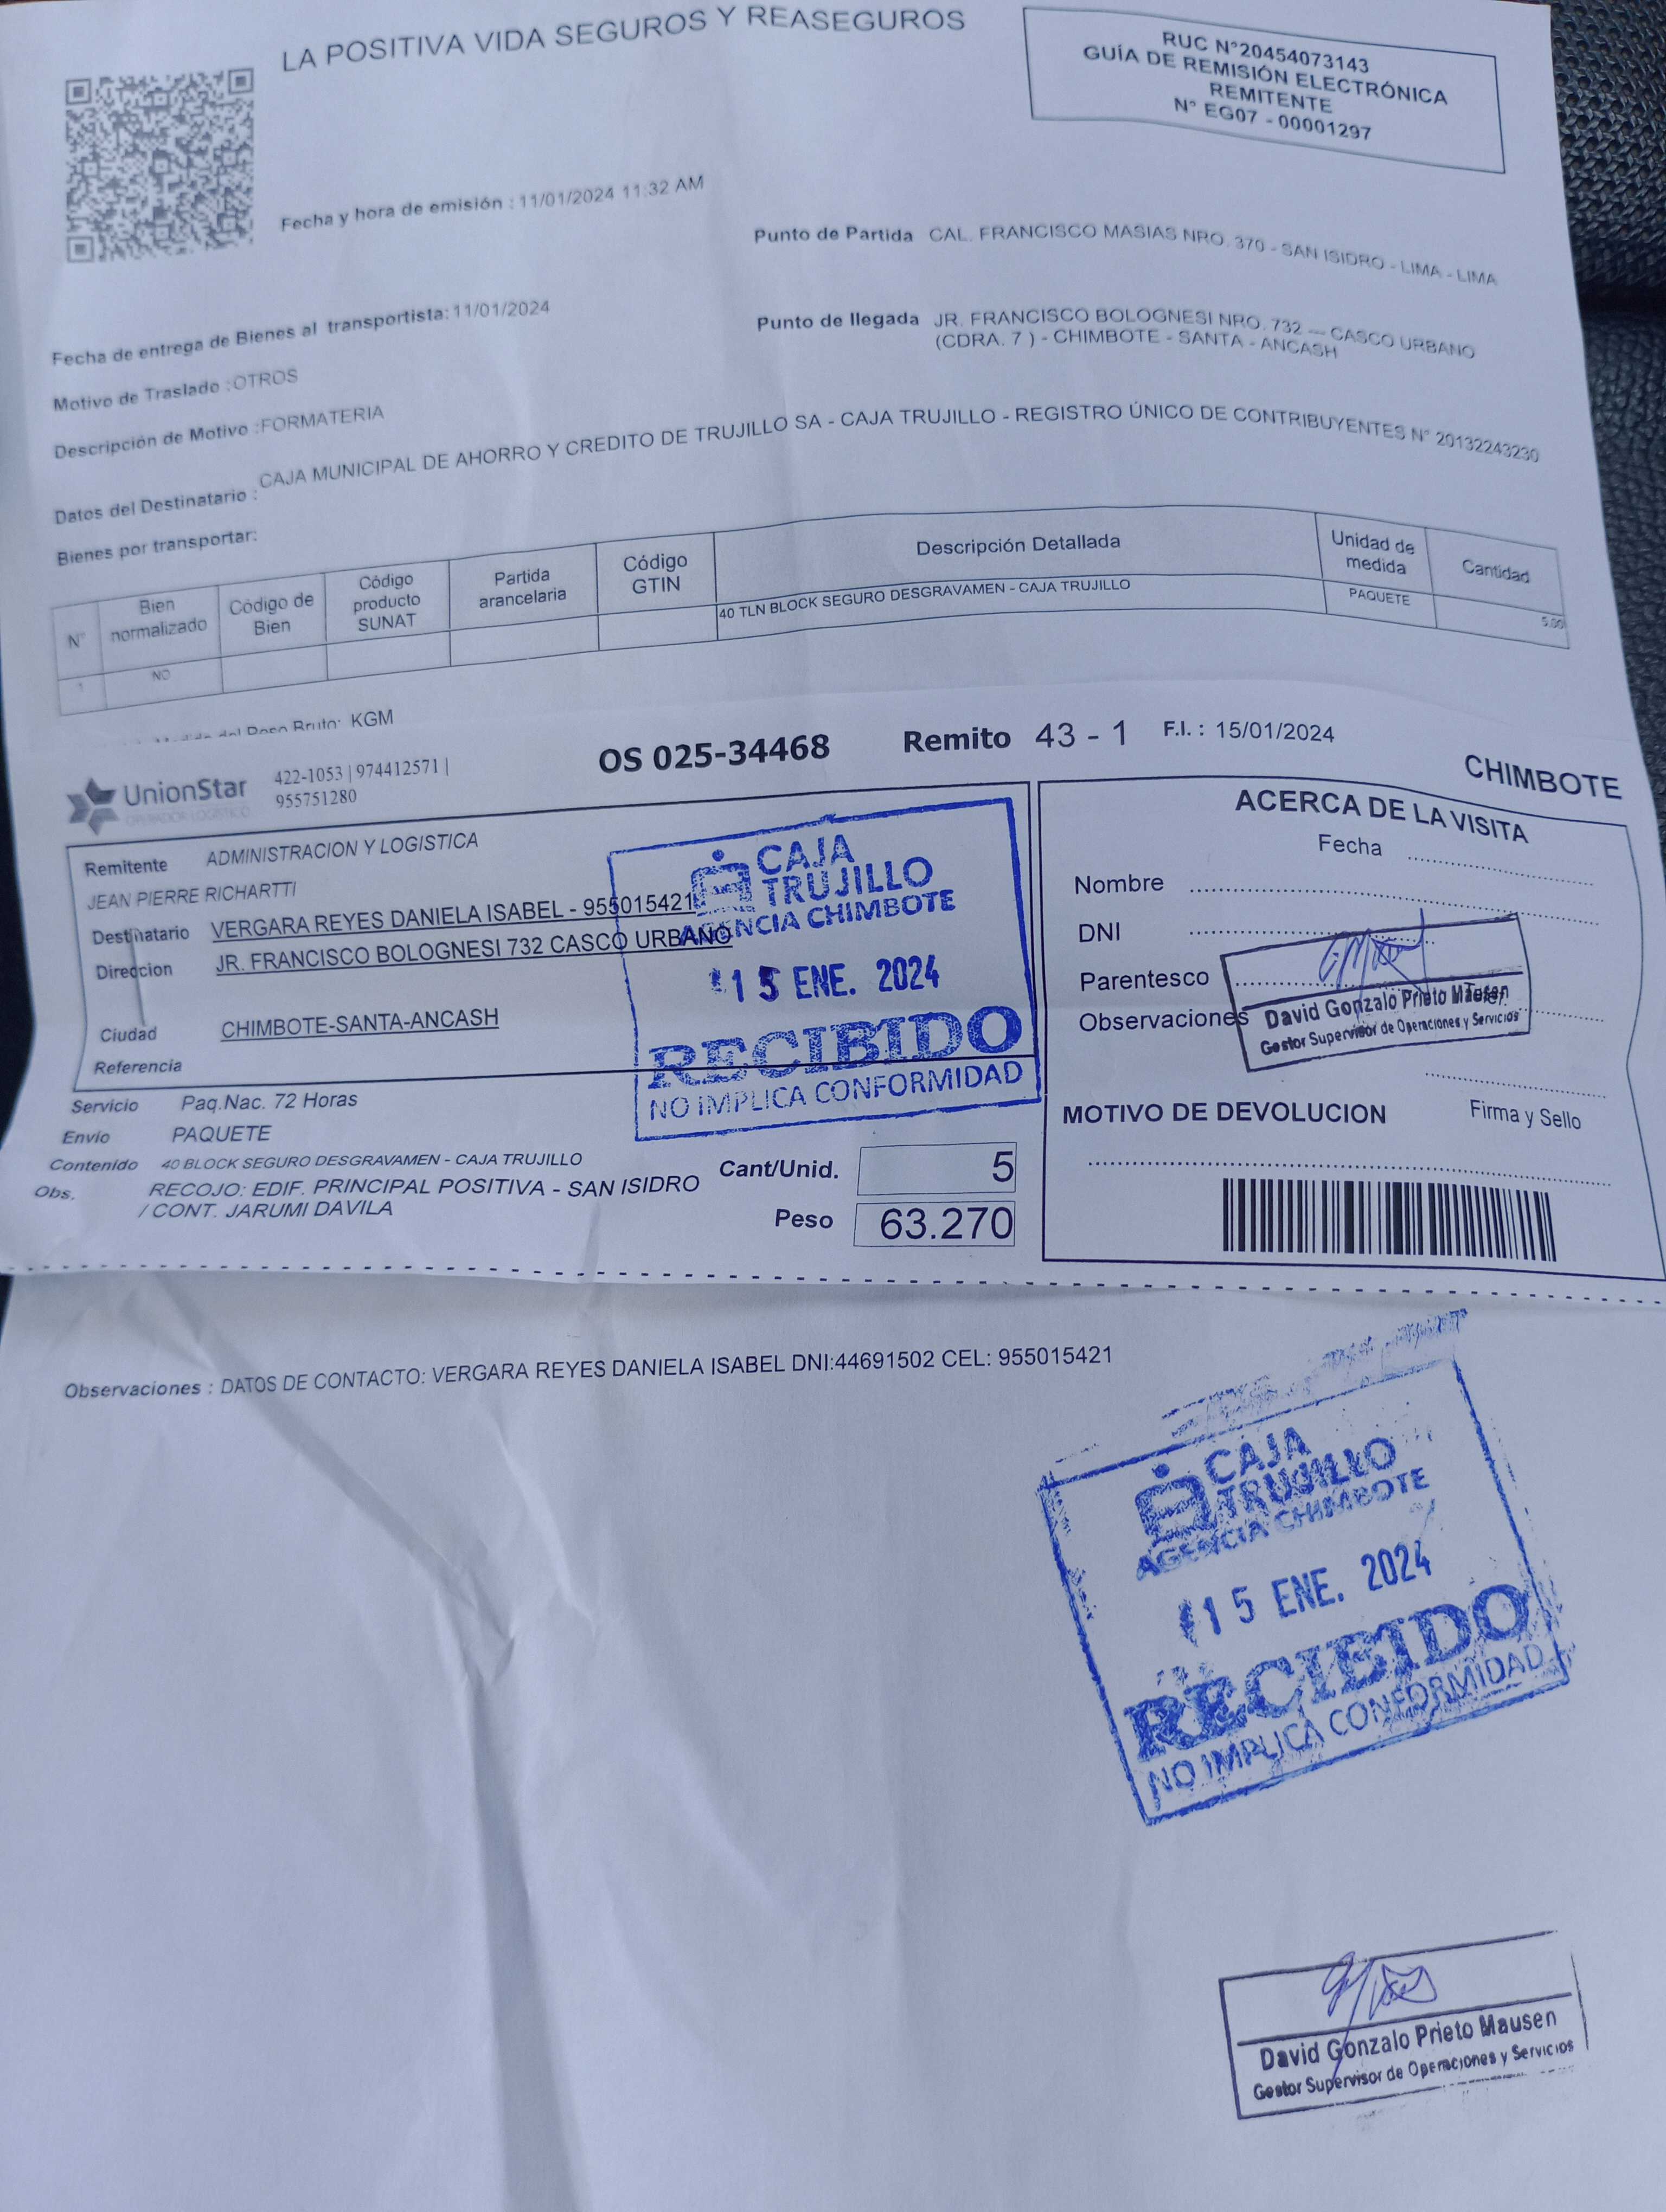 LA POSITIVA VIDA SEGUROS Y REASEGUROS
RUC N°20454073143
GUÍA DE REMISIÓN ELECTRÓNICA
REMITENTE
N° EG07 - 00001297
Fecha y hora de emisión : 11/01/2024 11:32 AM
Punto de Partida CAL. FRANCISCO MASIAS NRO. 370 - SAN ISIDRO - LIMA - LIMA
Fecha de entrega de Bienes al transportista: 11/01/2024
Punto de llegada JR. FRANCISCO BOLOGNESI NRO. 732 --- CASCO URBANO
(CDRA. 7 ) - CHIMBOTE - SANTA - ANCASH
Motivo de Traslado :OTROS
Descripción de Motivo :FORMATERIA
Datos del Destinatario : CAJA MUNICIPAL DE AHORRO Y CREDITO DE TRUJILLO SA - CAJA TRUJILLO - REGISTRO ÚNICO DE CONTRIBUYENTES N° 20132243230
Bienes por transportar:
N° Bien normalizado Código de Bien Código producto SUNAT Partida arancelaria Código GTIN Descripción Detallada Unidad de medida Cantidad
1 NO 40 TLN BLOCK SEGURO DESGRAVAMEN - CAJA TRUJILLO PAQUETE 5.00
del Peso Bruto: KGM
UnionStar
OPERADOR LOGISTICO
422-1053 | 974412571 |
955751280
OS 025-34468 Remito 43 - 1 F.I. : 15/01/2024
CHIMBOTE
Remitente ADMINISTRACION Y LOGISTICA
JEAN PIERRE RICHARTTI
Destinatario VERGARA REYES DANIELA ISABEL - 955015421
Direccion JR. FRANCISCO BOLOGNESI 732 CASCO URBANO
Ciudad CHIMBOTE-SANTA-ANCASH
Referencia
CAJA
TRUJILLO
AGENCIA CHIMBOTE
15 ENE. 2024
RECIBIDO
NO IMPLICA CONFORMIDAD
ACERCA DE LA VISITA
Fecha
Nombre
DNI
Parentesco
Observaciones
David Gonzalo Prieto Mausen
Gestor Supervisor de Operaciones y Servicios
Firma y Sello
MOTIVO DE DEVOLUCION
Servicio Paq.Nac. 72 Horas
Envío PAQUETE
Contenido 40 BLOCK SEGURO DESGRAVAMEN - CAJA TRUJILLO
Obs. RECOJO: EDIF. PRINCIPAL POSITIVA - SAN ISIDRO
/ CONT. JARUMI DAVILA
Cant/Unid. 5
Peso 63.270
Observaciones : DATOS DE CONTACTO: VERGARA REYES DANIELA ISABEL DNI:44691502 CEL: 955015421
CAJA
TRUJILLO
AGENCIA CHIMBOTE
15 ENE. 2024
RECIBIDO
NO IMPLICA CONFORMIDAD
David Gonzalo Prieto Mausen
Gestor Supervisor de Operaciones y Servicios